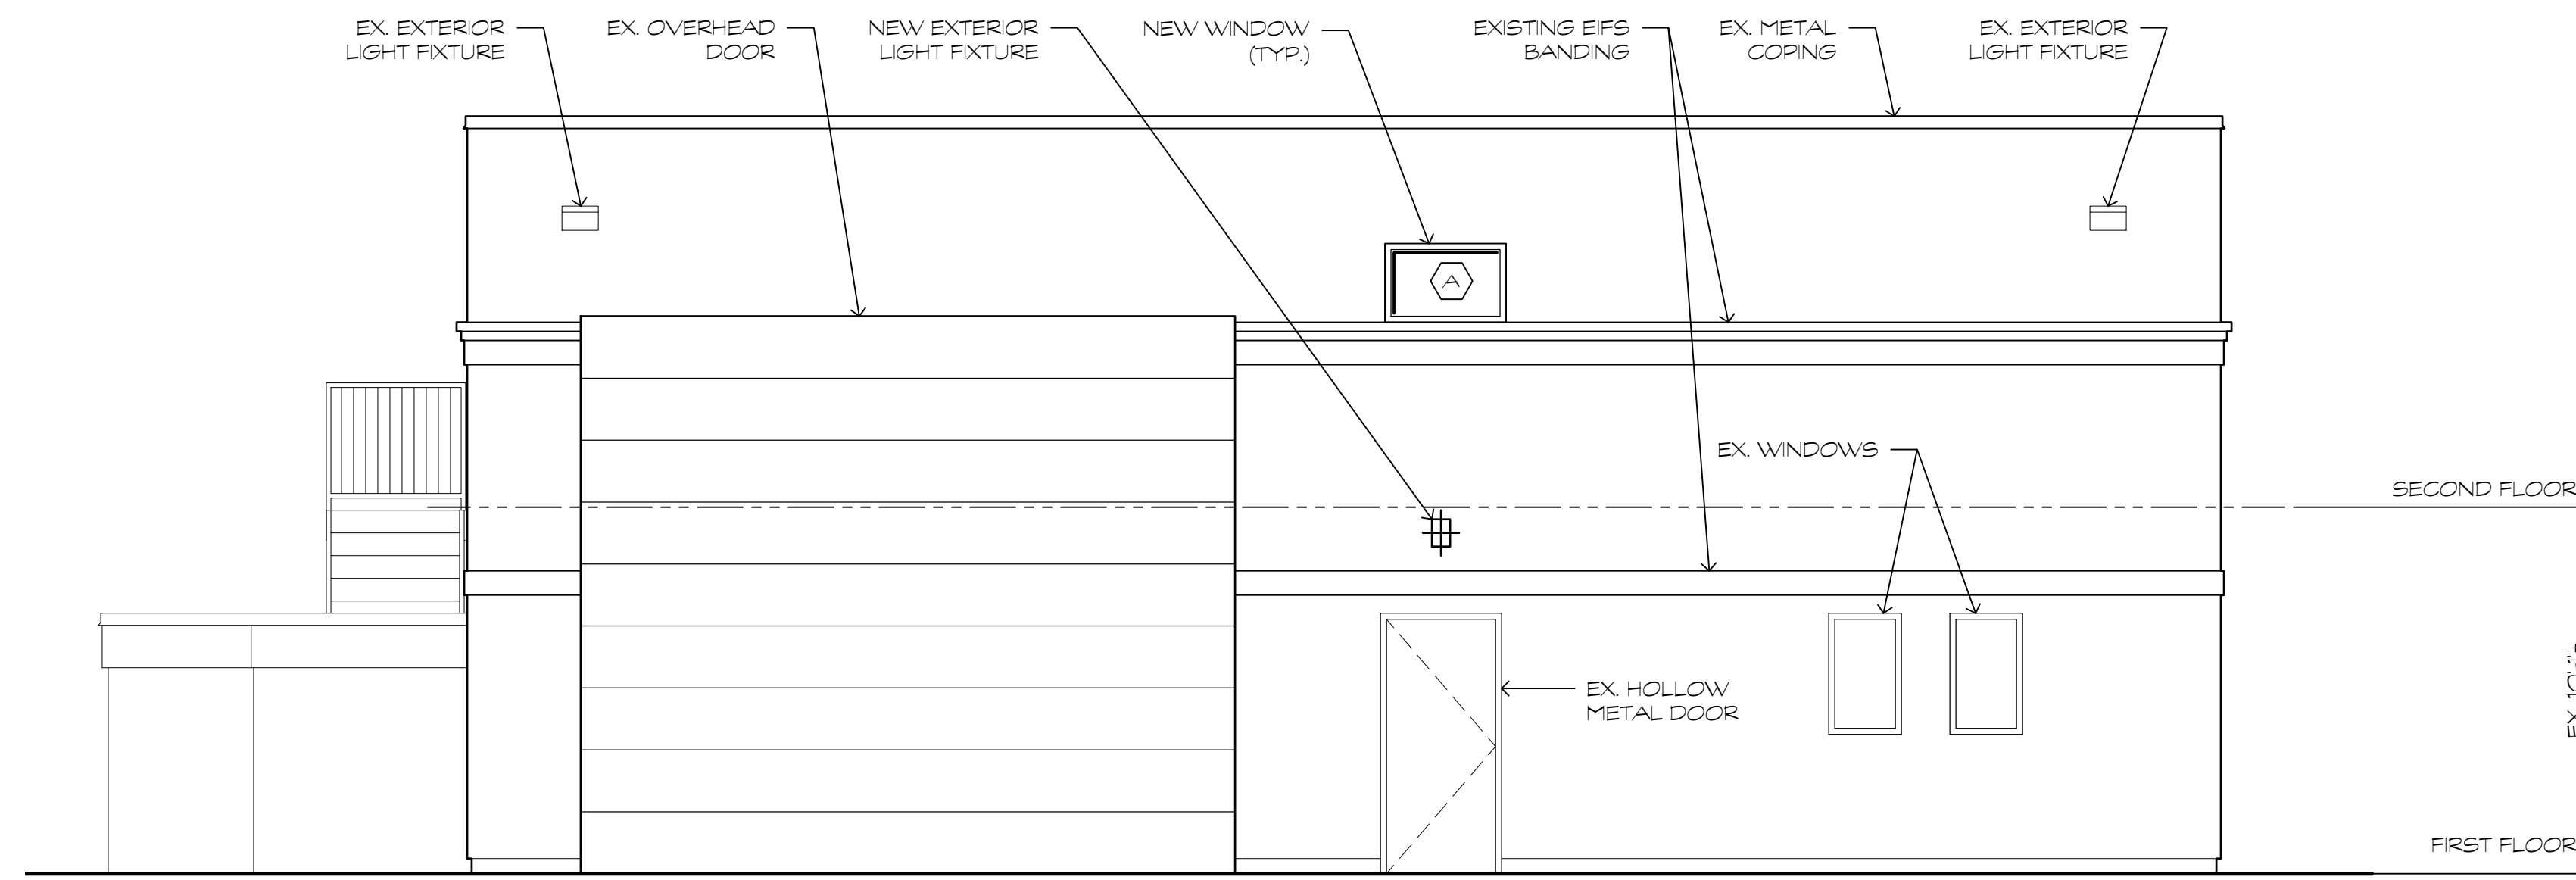 EX. EXTERIOR
LIGHT FIXTURE
EX. OVERHEAD
DOOR
NEW EXTERIOR
LIGHT FIXTURE
NEW WINDOW
(TYP.)
EXISTING EIFS
BANDING
EX. METAL
COPING
EX. EXTERIOR
LIGHT FIXTURE
A
EX. WINDOWS
SECOND FLOOR
EX. HOLLOW
METAL DOOR
FIRST FLOOR